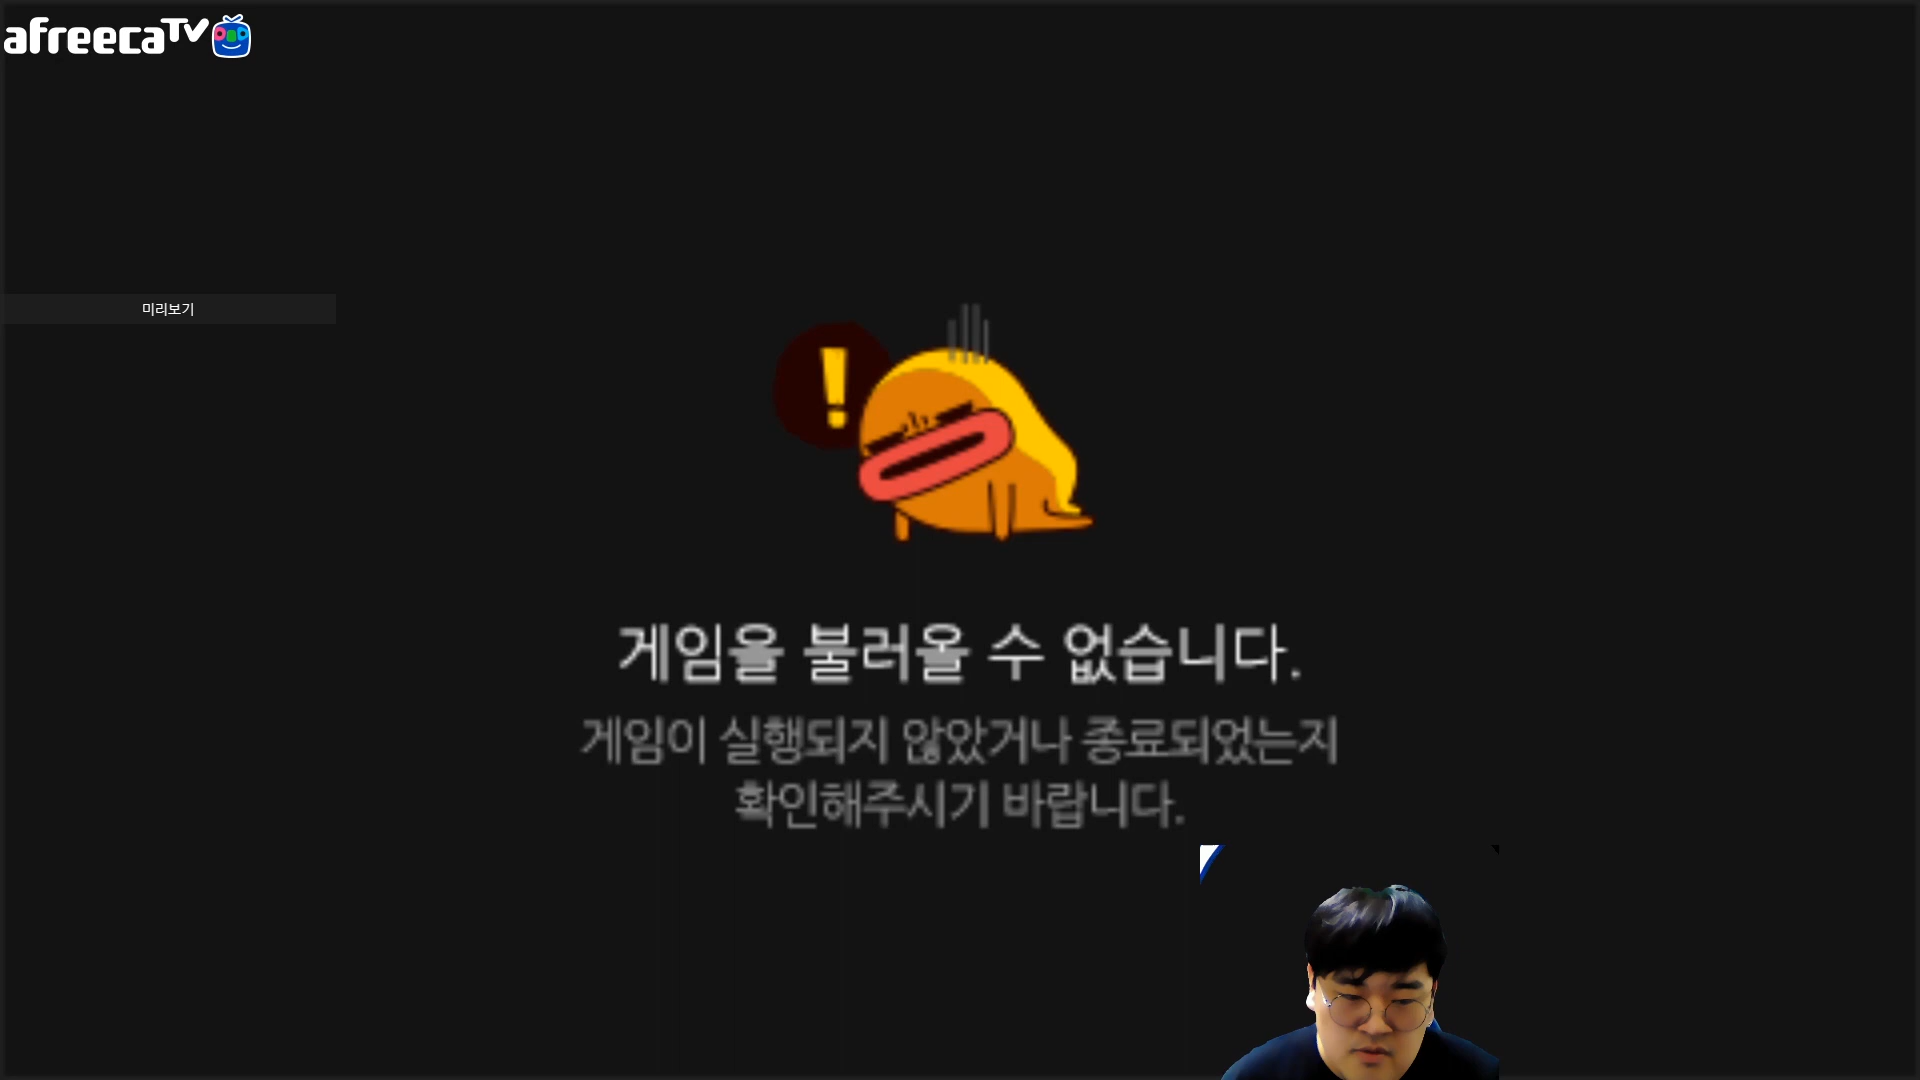 afreecaTV
미리보기
!
게임을 불러올 수 없습니다.
게임이 실행되지 않았거나 종료되었는지
확인해주시기 바랍니다.